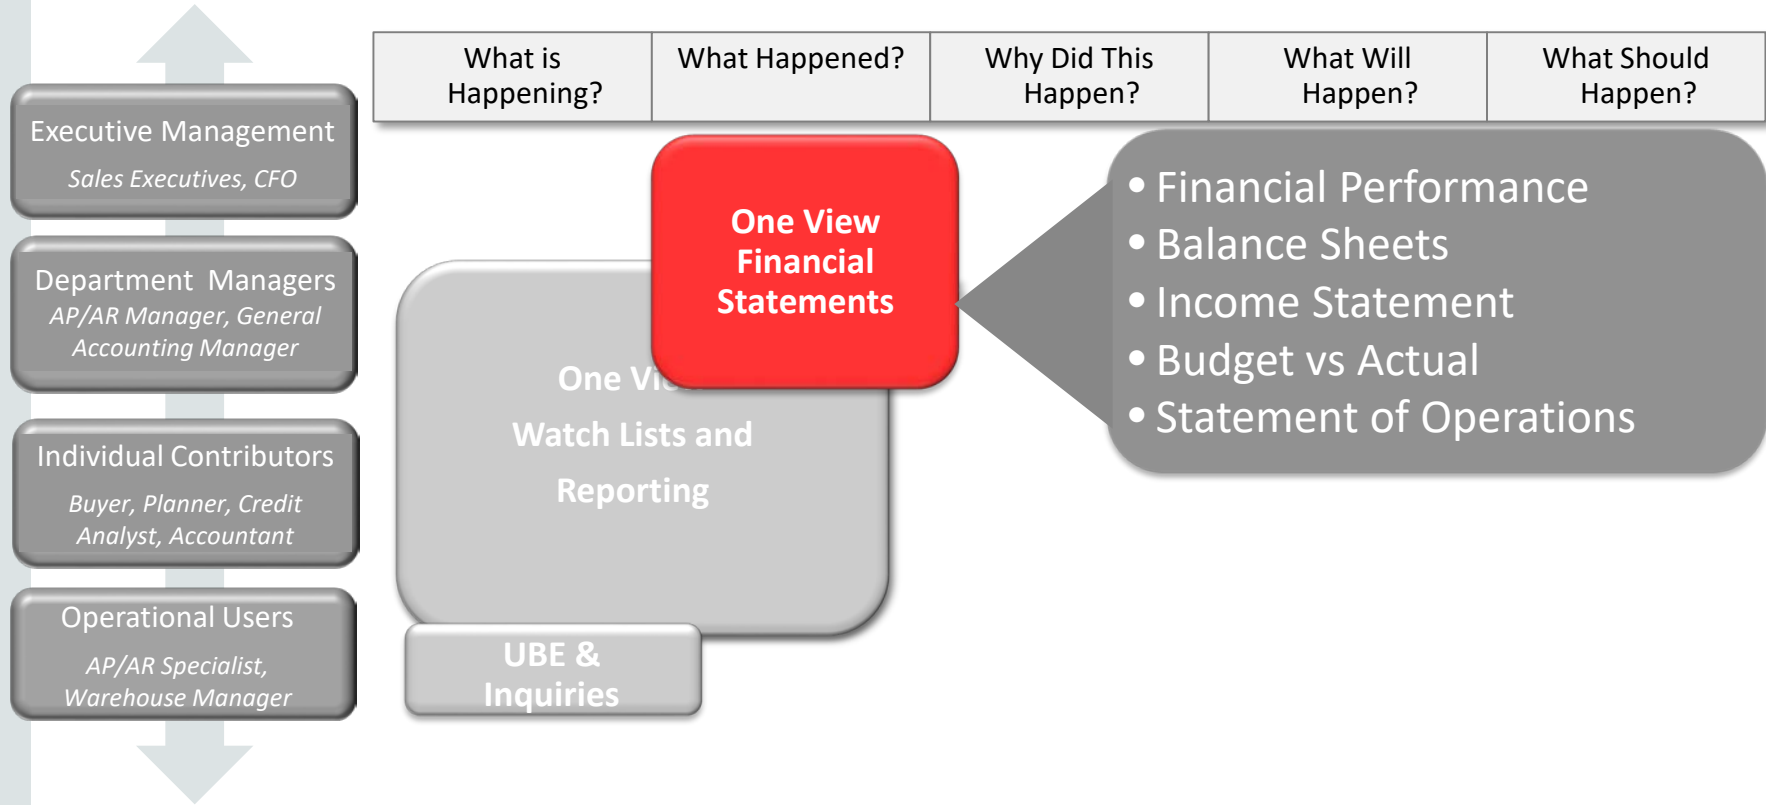 What is
Happening?
What Happened?
Why Did This
Happen?
What Will
Happen?
What Should
Happen?
Executive Management
Sales Executives, CFO
Department Managers
AP/AR Manager, General
Accounting Manager
Individual Contributors
Buyer, Planner, Credit
Analyst, Accountant
Operational Users
AP/AR Specialist,
Warehouse Manager
One View
Financial
Statements
One
Watch Lists and
Reporting
UBE &
Inquiries
• Financial Performance
• Balance Sheets
• Income Statement
• Budget vs Actual
• Statement of Operations